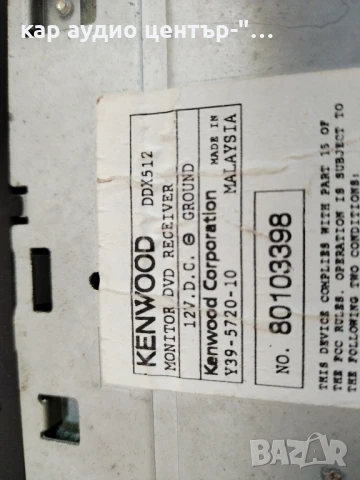 кар аудио център-"...
KENWOOD DDX512
MONITOR DVD RECEIVER
12V.D.C. ⊖ GROUND
Kenwood Corporation MADE IN
Y39-5720-10 MALAYSIA
NO. 80103398
THIS DEVICE COMPLIES WITH PART 15 OF
THE FCC RULES. OPERATION IS SUBJECT TO
THE FOLLOWING TWO CONDITIONS:
BAZAR